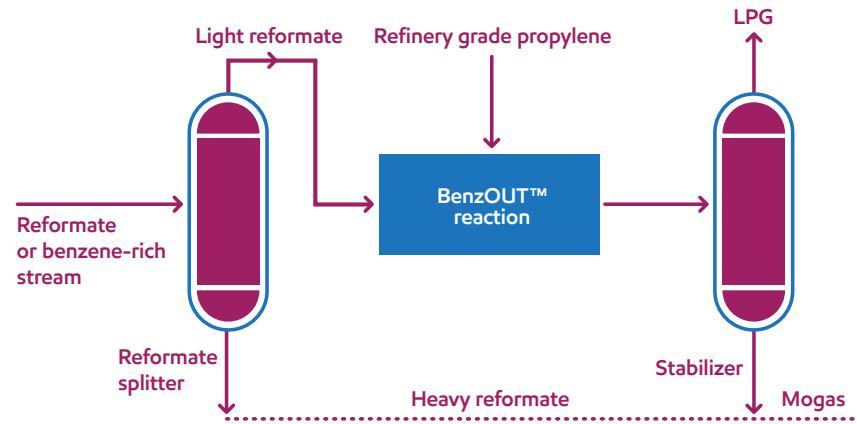 LPG
Light reformate
Refinery grade propylene
BenzOUT™
reaction
Reformate
or benzene-rich
stream
Reformate
splitter
Stabilizer
Heavy reformate
Mogas